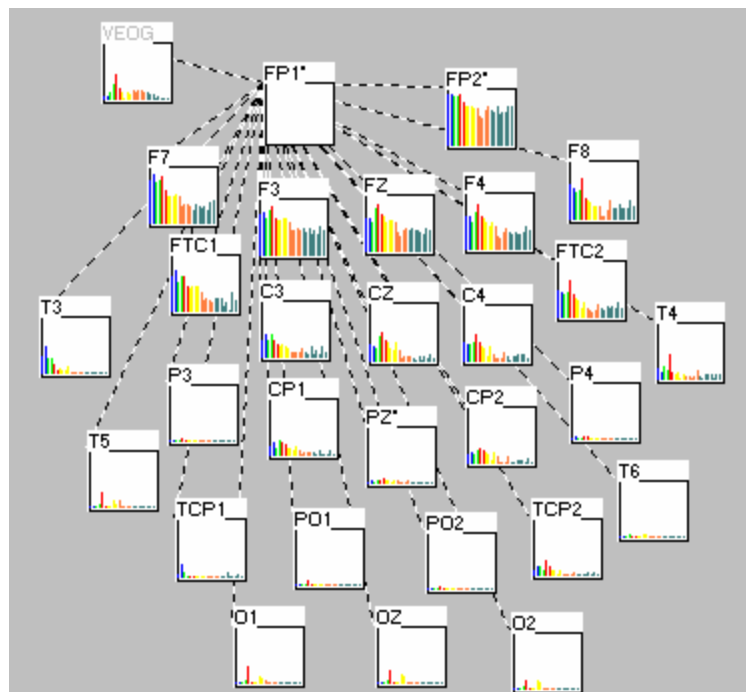 VEOG
FP1*
FP2*
F7
F3
FZ
F4
F8
FTC1
FTC2
T3
C3
CZ
C4
T4
P3
CP1
PZ*
CP2
P4
T5
T6
TCP1
PO1
PO2
TCP2
O1
OZ
O2